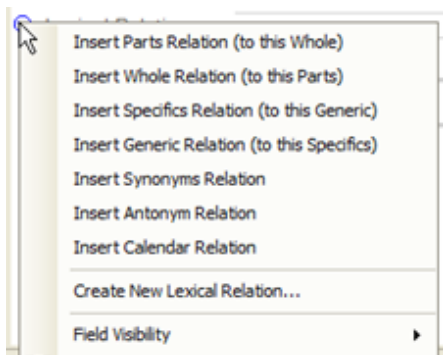 Insert Parts Relation (to this Whole)
Insert Whole Relation (to this Parts)
Insert Specifics Relation (to this Generic)
Insert Generic Relation (to this Specifics)
Insert Synonyms Relation
Insert Antonym Relation
Insert Calendar Relation
Create New Lexical Relation...
Field Visibility